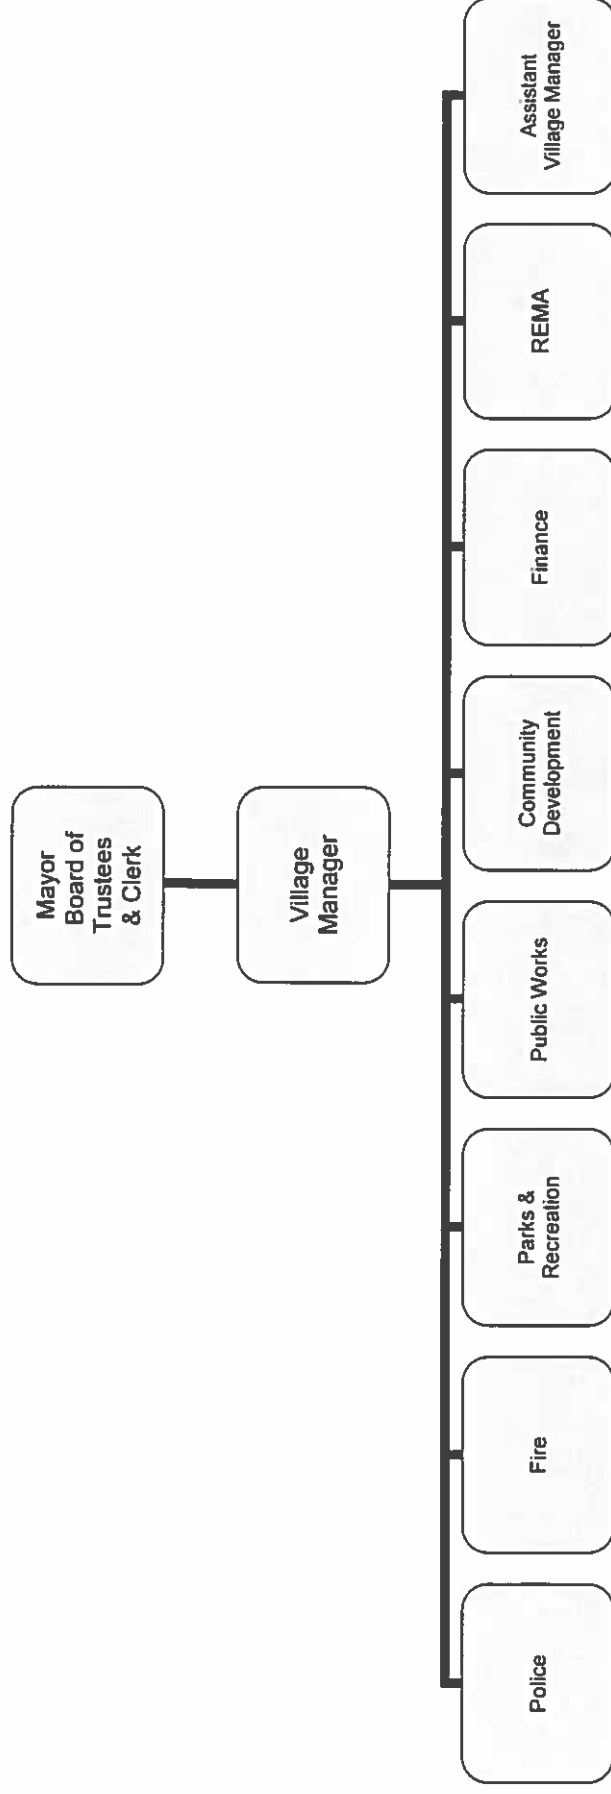 Mayor
Board of
Trustees
& Clerk
Village
Manager
Police
Fire
Parks &
Recreation
Public Works
Community
Development
Finance
REMA
Assistant
Village Manager